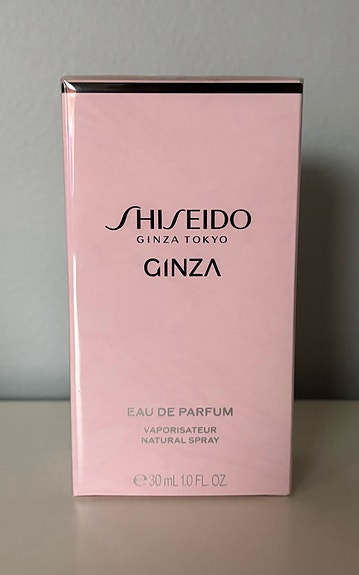 SHISEIDO
GINZA TOKYO
GINZA
EAU DE PARFUM
VAPORISATEUR
NATURAL SPRAY
℮30 mL 1.0 FL. OZ.